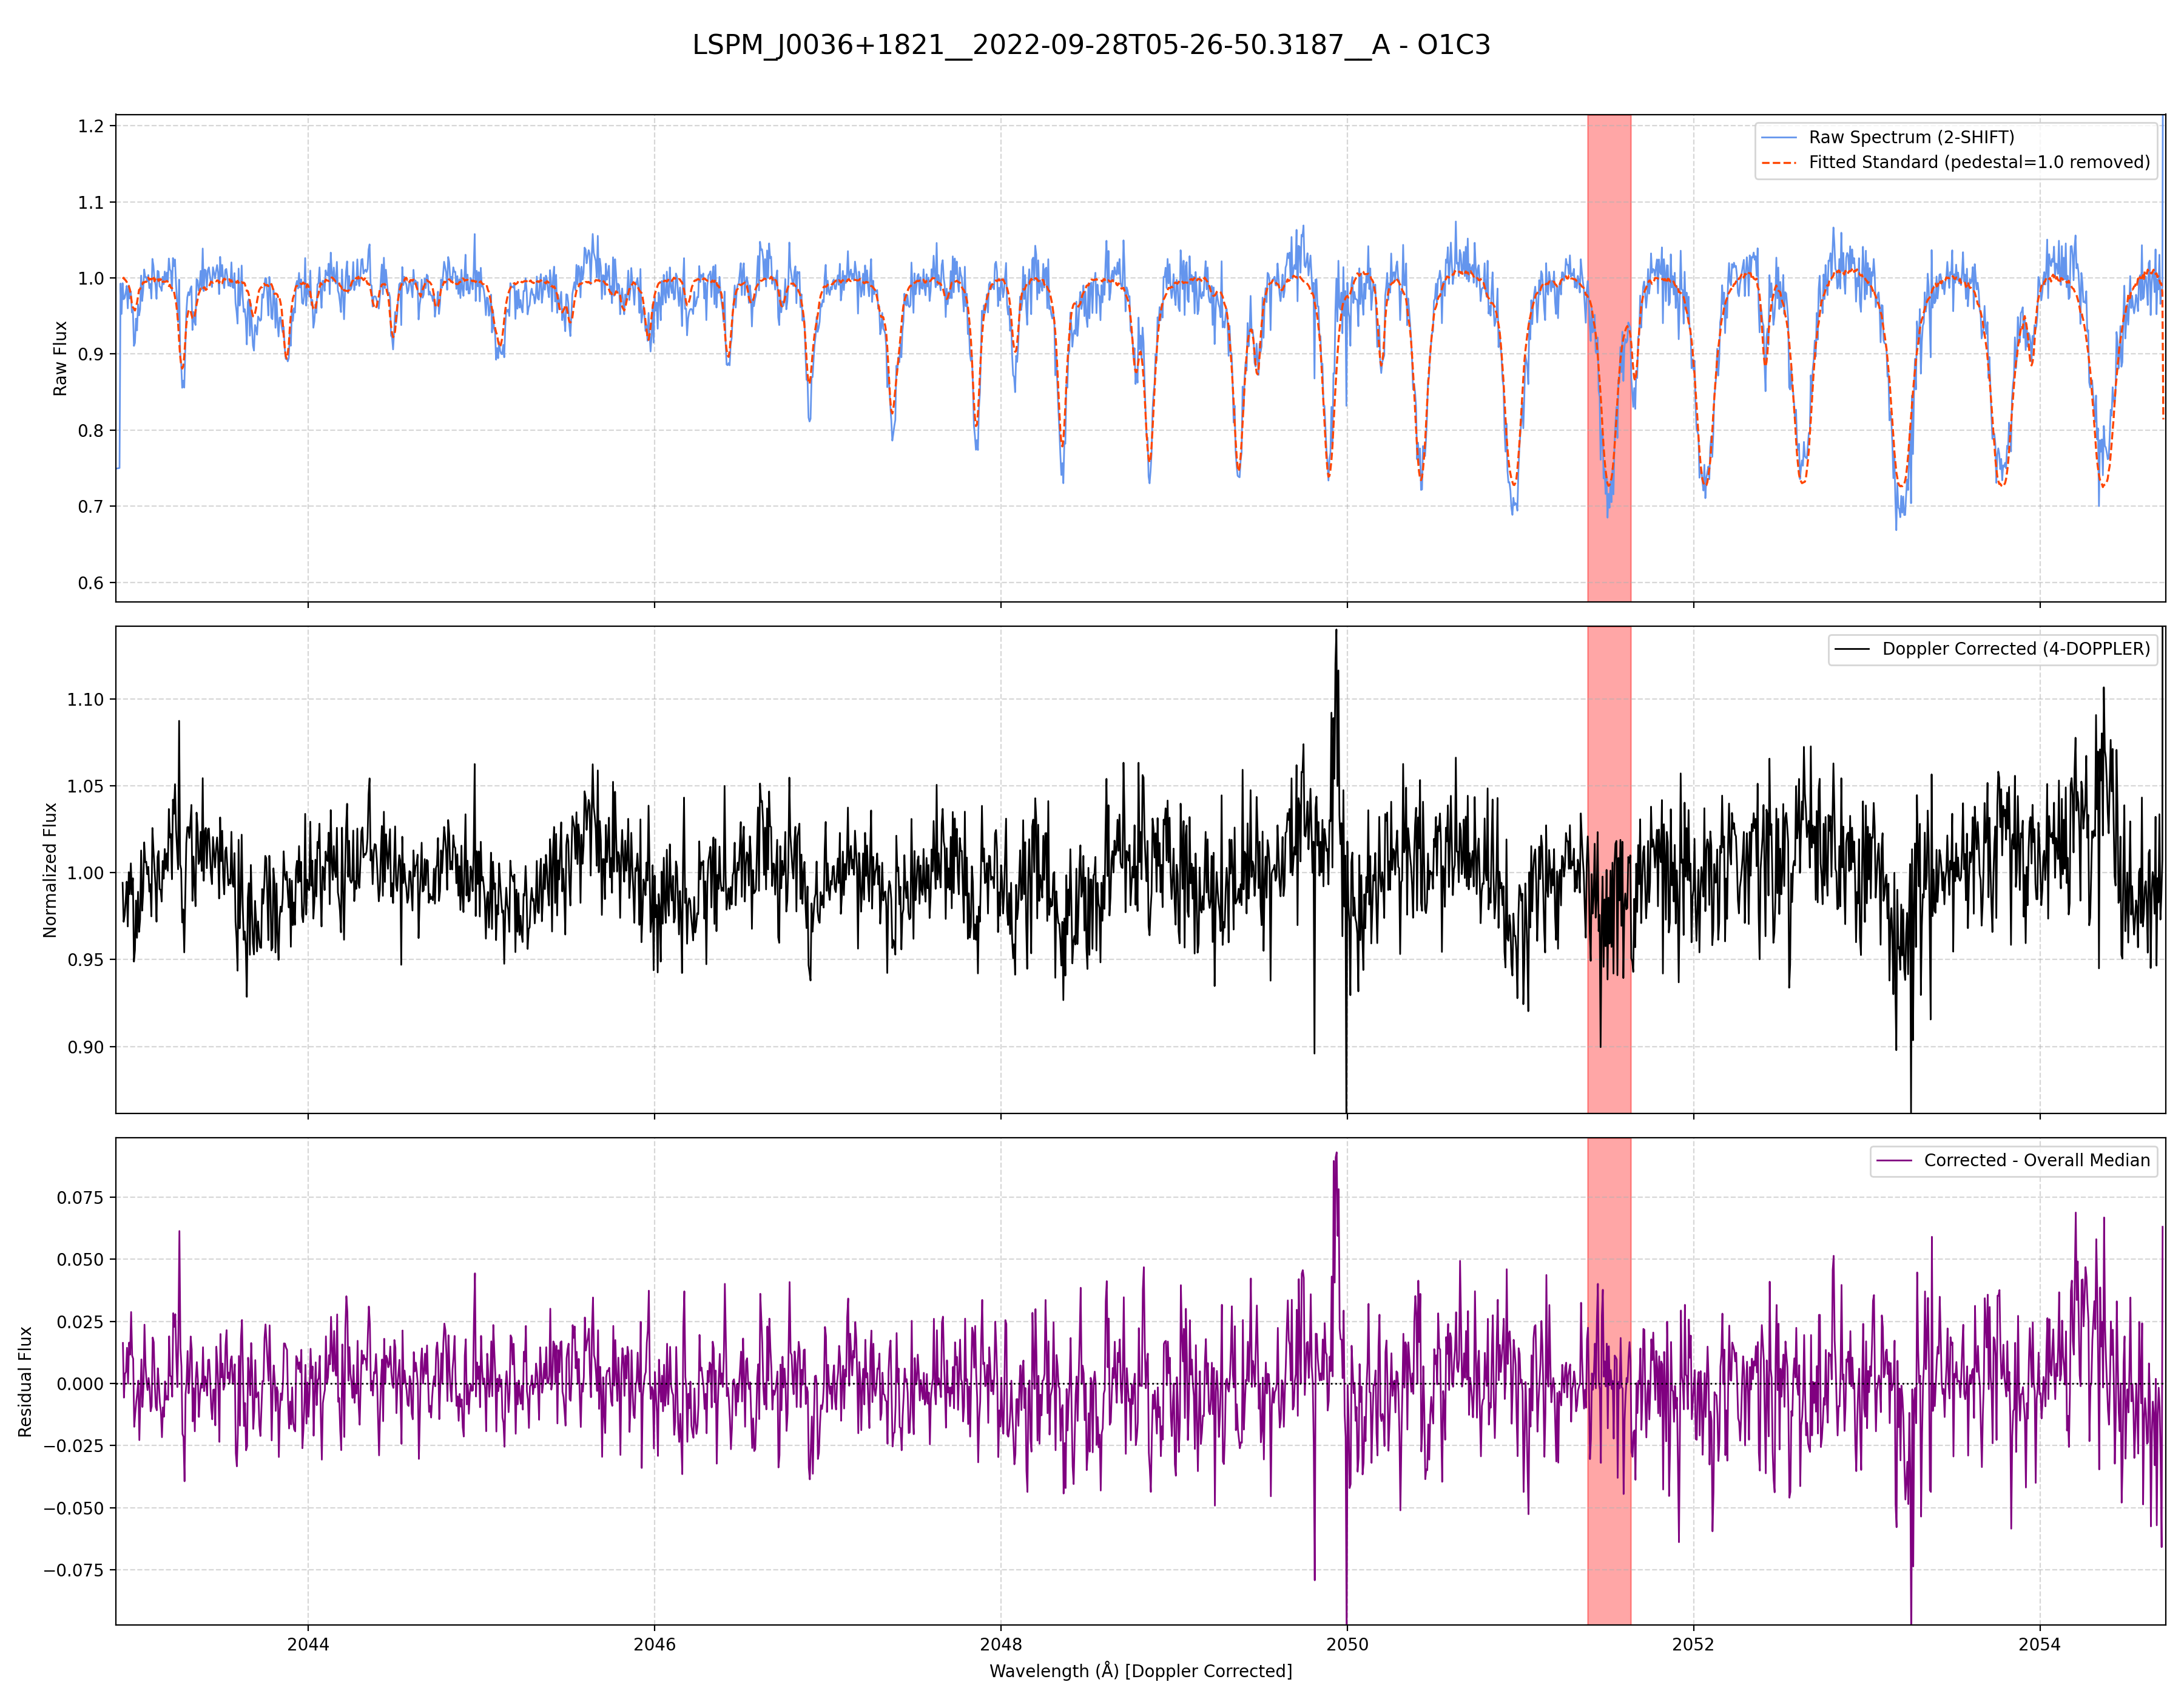 LSPM_J0036+1821__2022-09-28T05-26-50.3187__A - O1C3
1.2
1.1
1.0
0.9
0.8
0.7
0.6
Raw Flux
Raw Spectrum (2-SHIFT)
Fitted Standard (pedestal=1.0 removed)
1.10
1.05
1.00
0.95
0.90
Normalized Flux
Doppler Corrected (4-DOPPLER)
0.075
0.050
0.025
0.000
−0.025
−0.050
−0.075
Residual Flux
Corrected - Overall Median
2044 2046 2048 2050 2052 2054
Wavelength (Å) [Doppler Corrected]